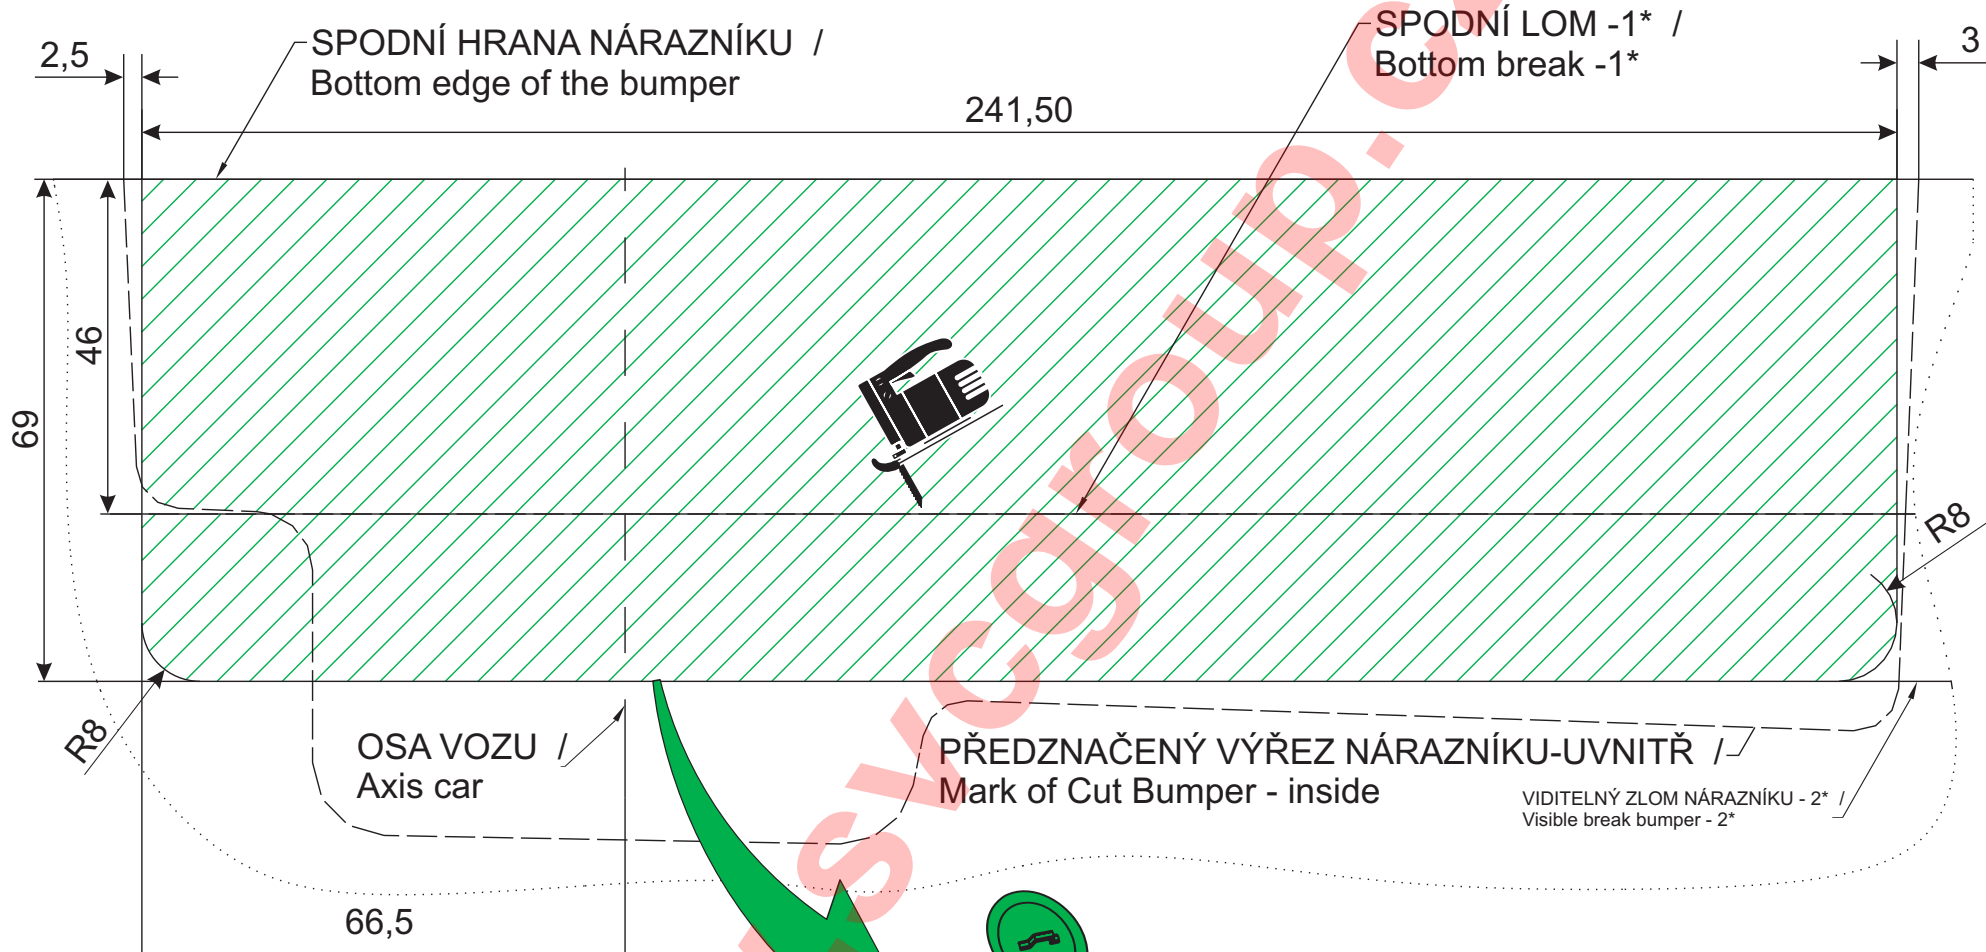 SPODNÍ HRANA NÁRAZNÍKU /
Bottom edge of the bumper
SPODNÍ LOM -1* /
Bottom break -1*
2,5
3
241,50
46
69
R8
R8
OSA VOZU /
Axis car
PŘEDZNAČENÝ VÝŘEZ NÁRAZNÍKU-UVNITŘ /
Mark of Cut Bumper - inside
VIDITELNÝ ZLOM NÁRAZNÍKU - 2* /
Visible break bumper - 2*
66,5
svcgroup.c